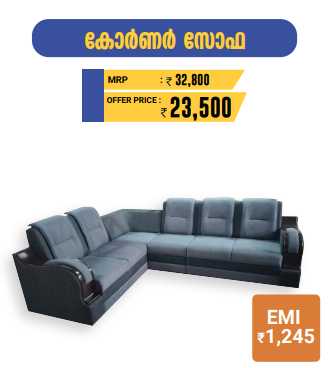 കോർണർ സോഫ
MRP : ₹ 32,800
OFFER PRICE : ₹ 23,500
EMI
₹1,245